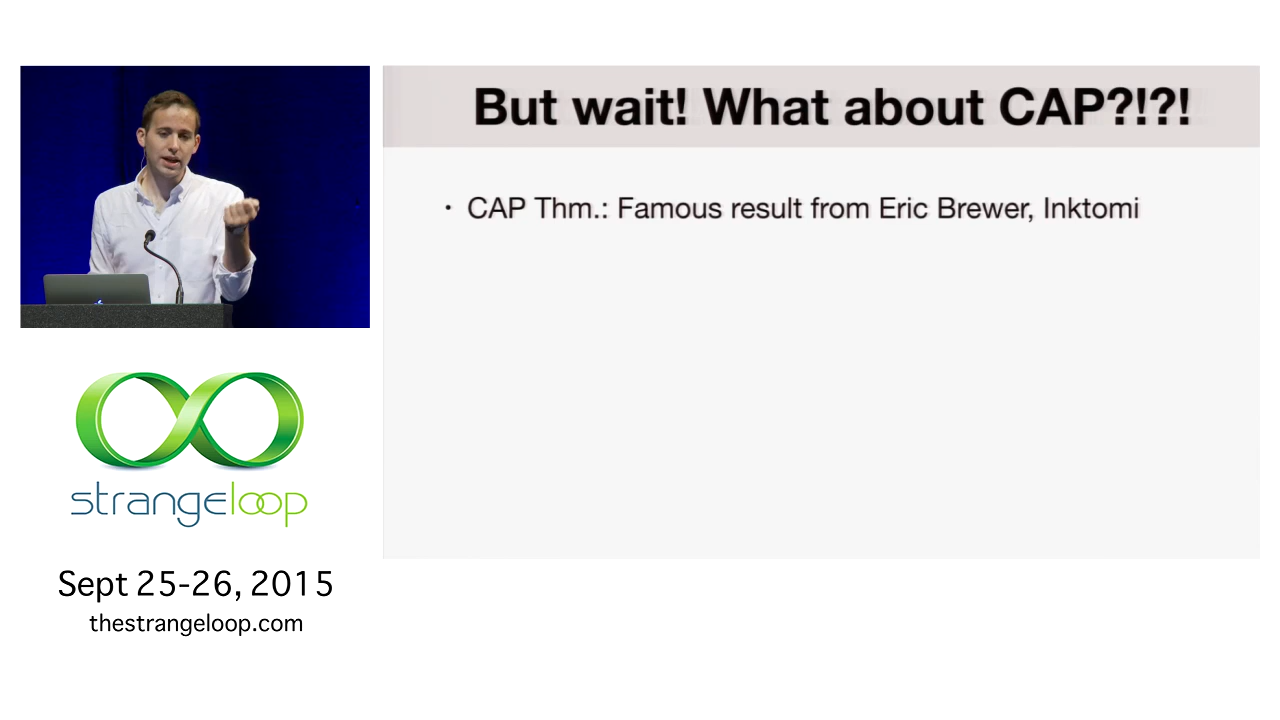 But wait! What about CAP?!?!
• CAP Thm.: Famous result from Eric Brewer, Inktomi
strangeloop
Sept 25-26, 2015
thestrangeloop.com